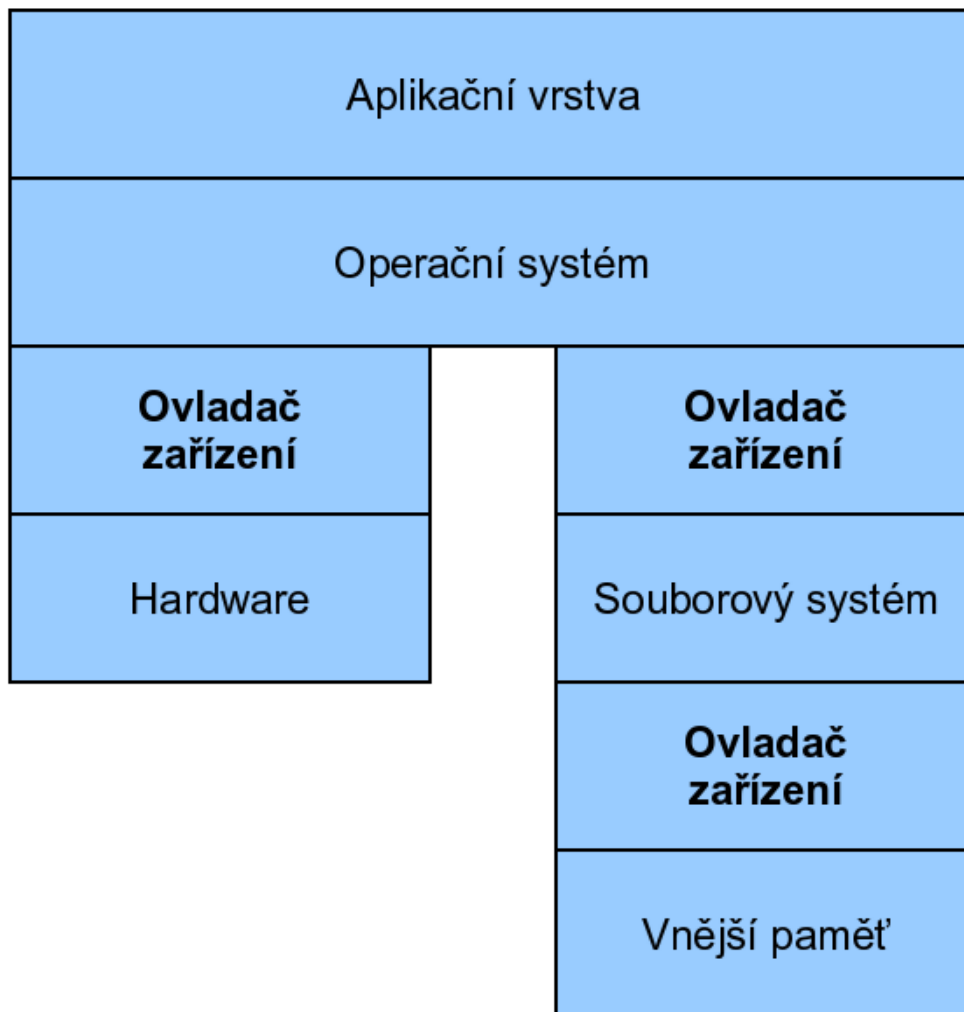 Aplikační vrstva
Operační systém
Ovladač
zařízení
Ovladač
zařízení
Hardware
Souborový systém
Ovladač
zařízení
Vnější paměť